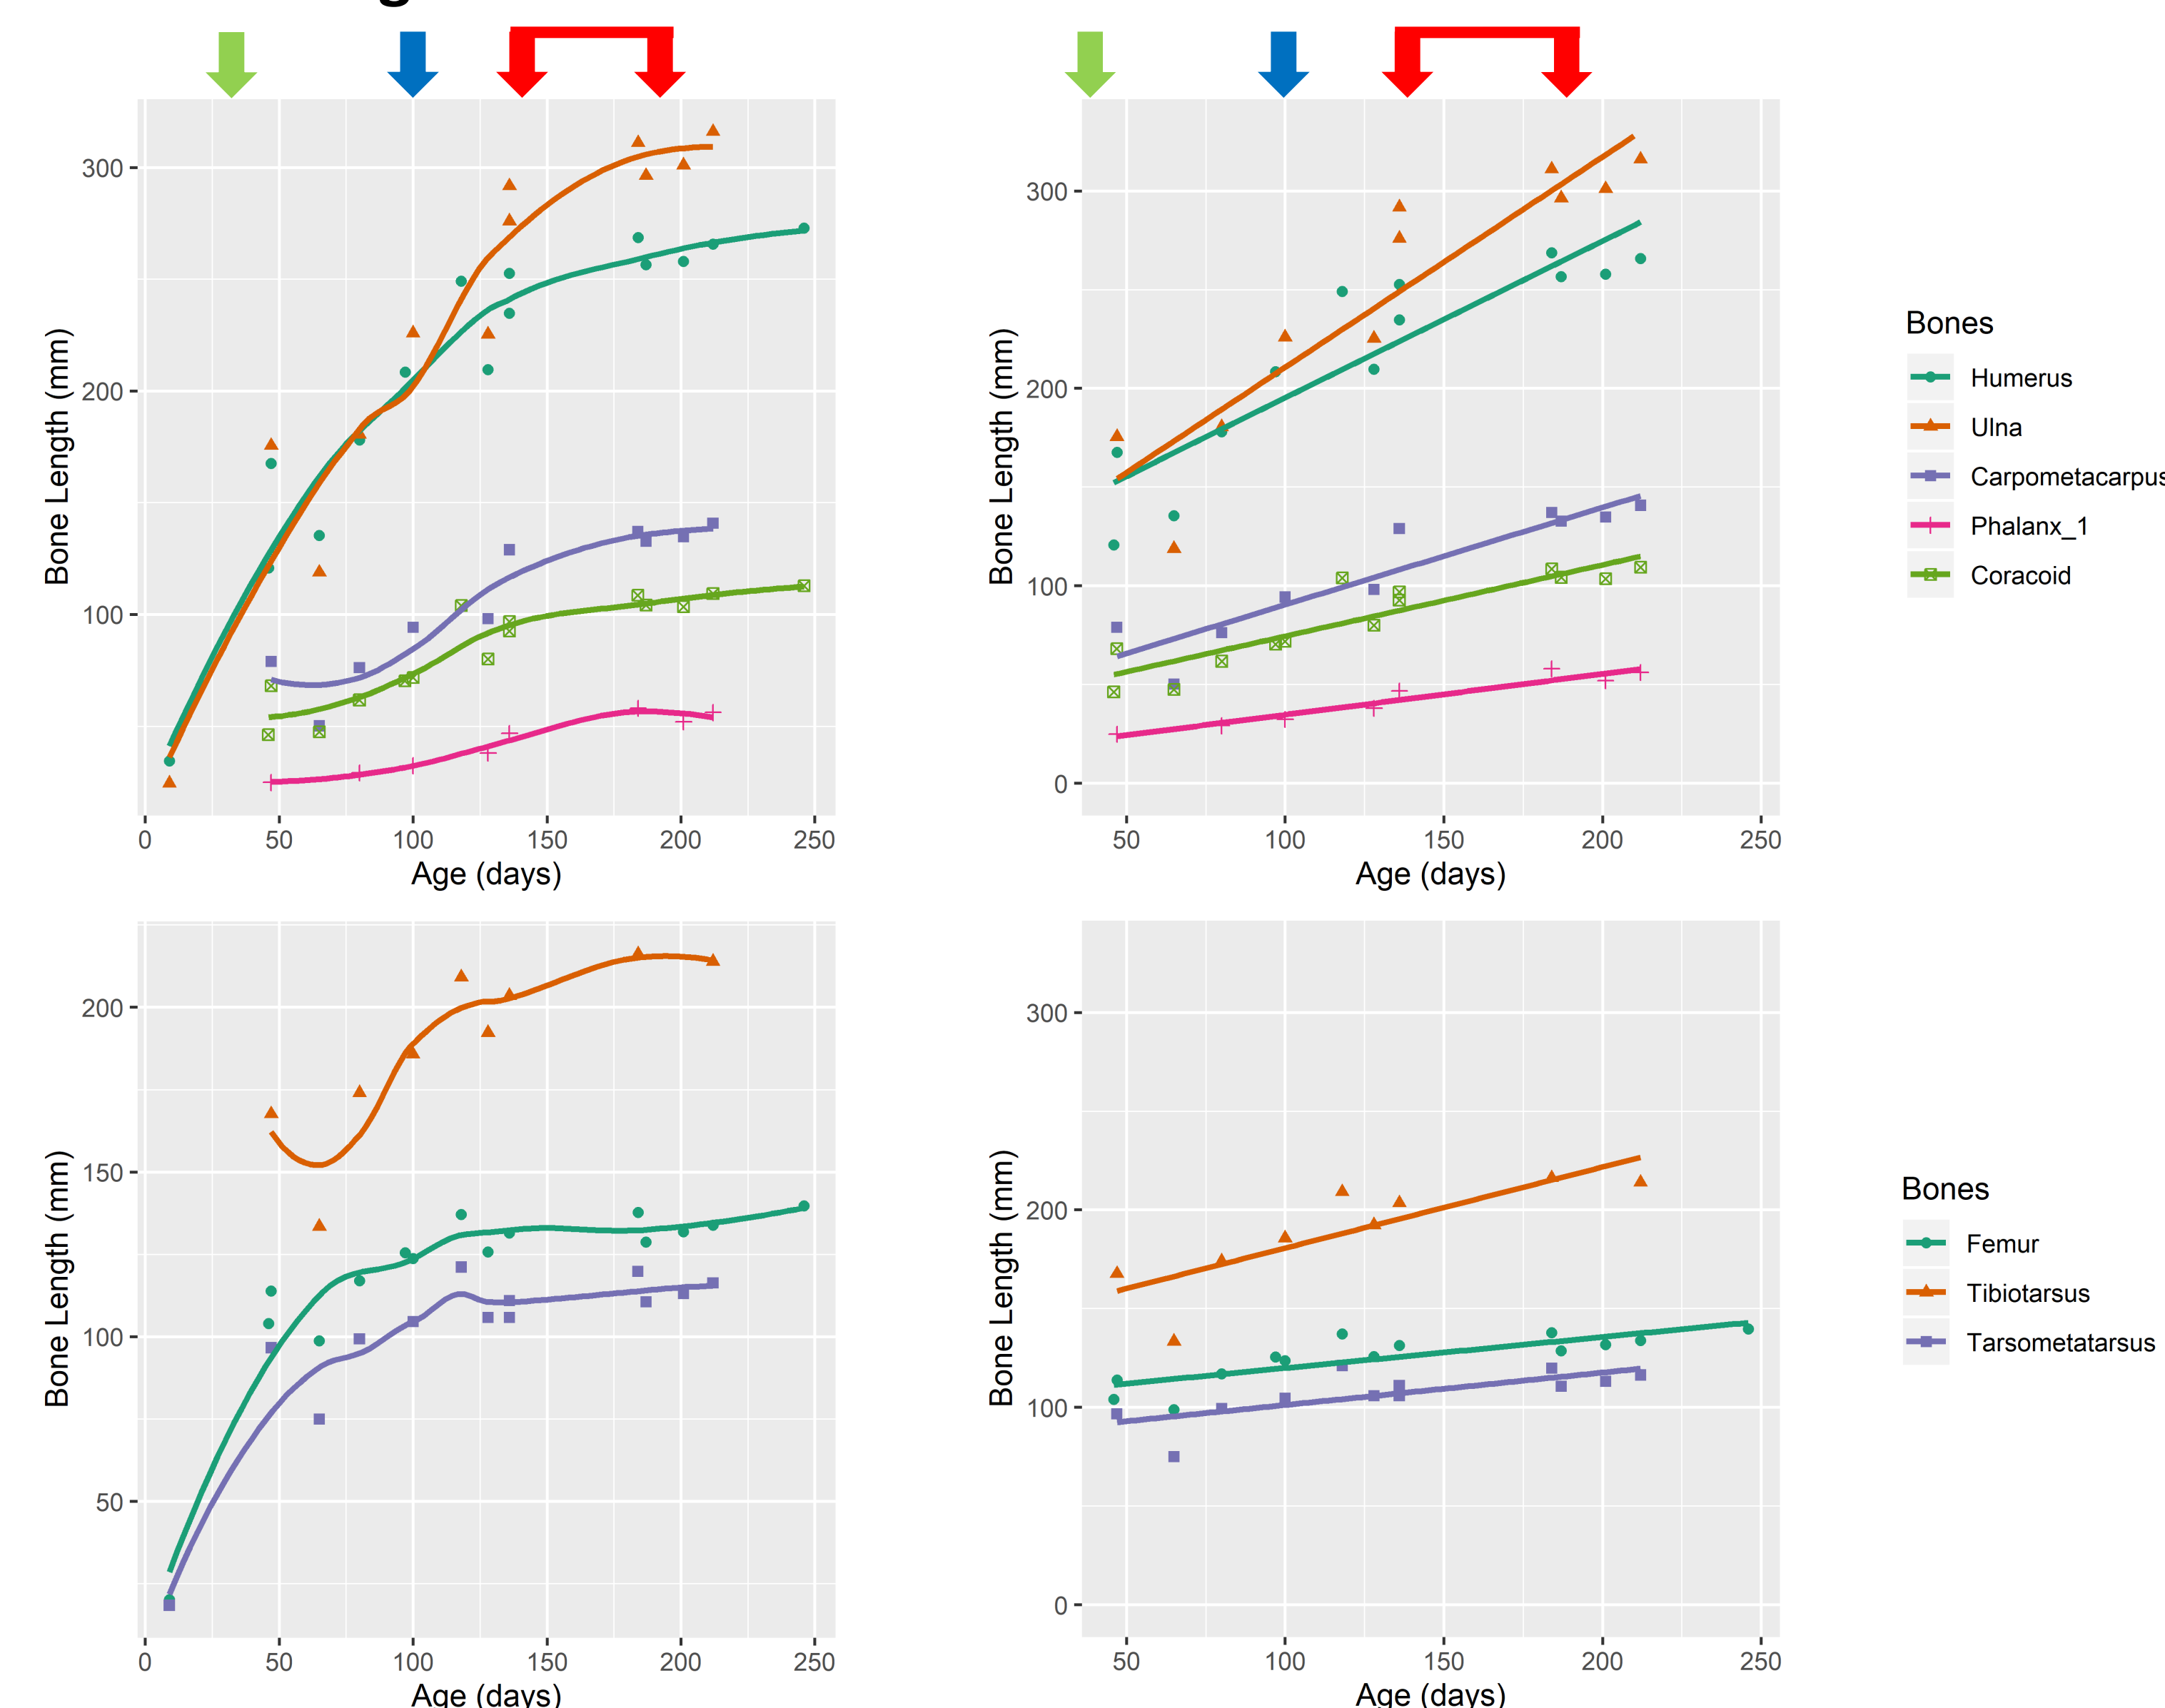 g
Bone Length (mm)
300
200
100
0 50 100 150 200 250
Age (days)
Bone Length (mm)
300
200
100
0
50 100 150 200 250
Age (days)
Bones
Humerus
Ulna
Carpometacarpus
Phalanx_1
Coracoid
Bone Length (mm)
200
150
100
50
0 50 100 150 200 250
Age (days)
Bone Length (mm)
300
200
100
0
50 100 150 200 250
Age (days)
Bones
Femur
Tibiotarsus
Tarsometatarsus